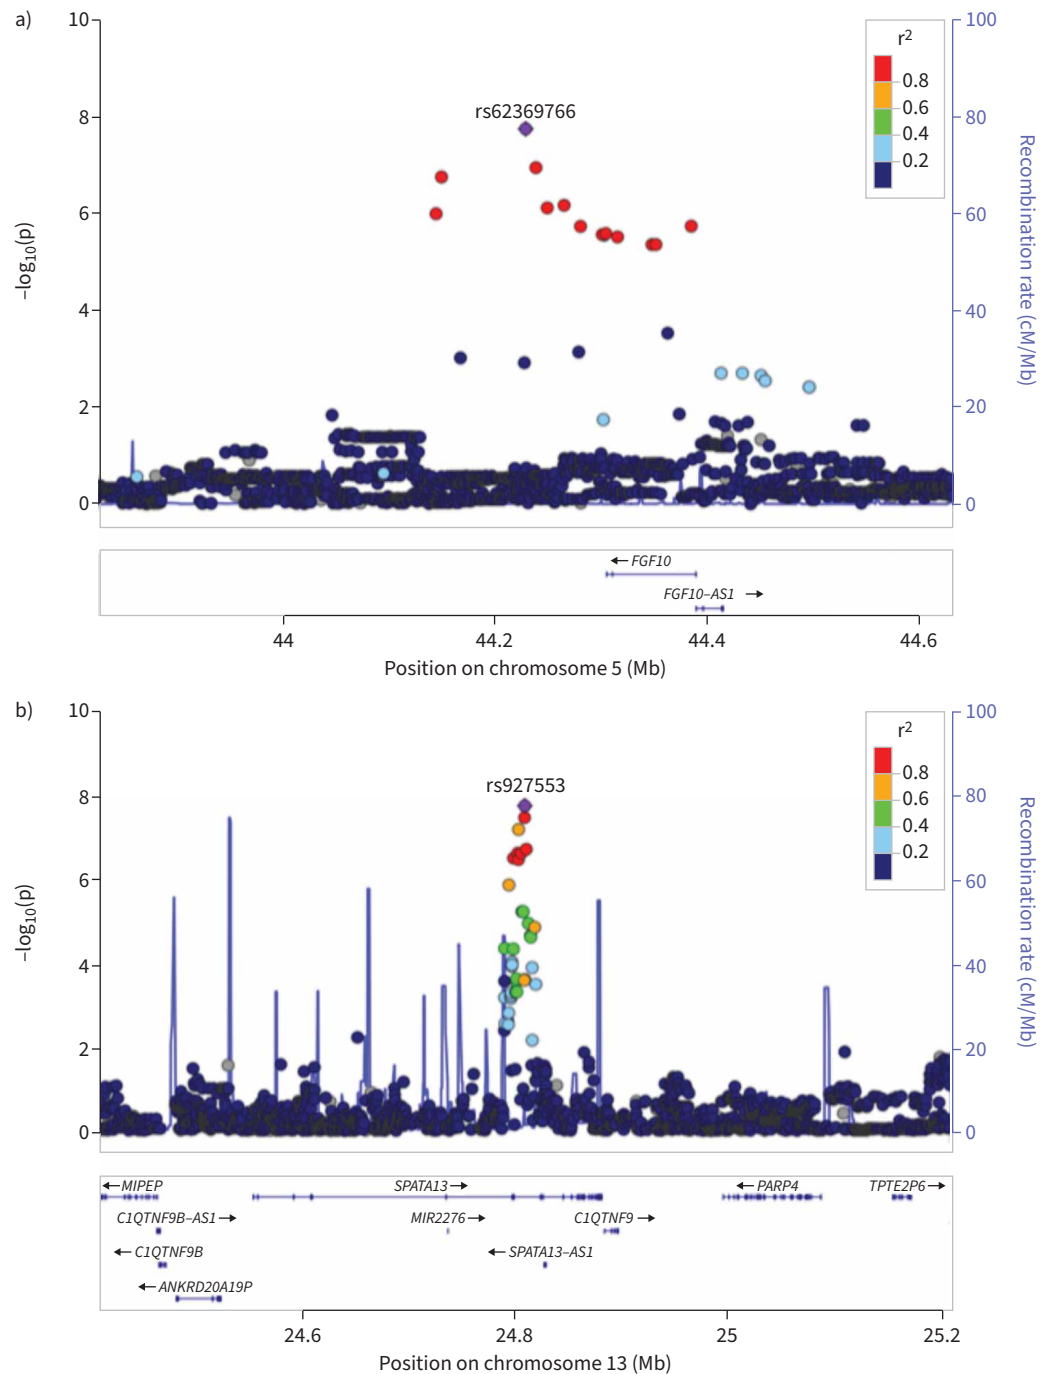 a)
10
8
6
4
2
0
−log10(p)
rs62369766
r2
0.8
0.6
0.4
0.2
100
80
60
40
20
0
Recombination rate (cM/Mb)
← FGF10
FGF10–AS1 →
44
44.2
44.4
44.6
Position on chromosome 5 (Mb)
b)
10
8
6
4
2
0
−log10(p)
rs927553
r2
0.8
0.6
0.4
0.2
100
80
60
40
20
0
Recombination rate (cM/Mb)
← MIPEP
SPATA13 →
← PARP4
TPTE2P6 →
C1QTNF9B–AS1 →
MIR2276 →
C1QTNF9 →
← C1QTNF9B
← SPATA13–AS1
← ANKRD20A19P
24.6
24.8
25
25.2
Position on chromosome 13 (Mb)